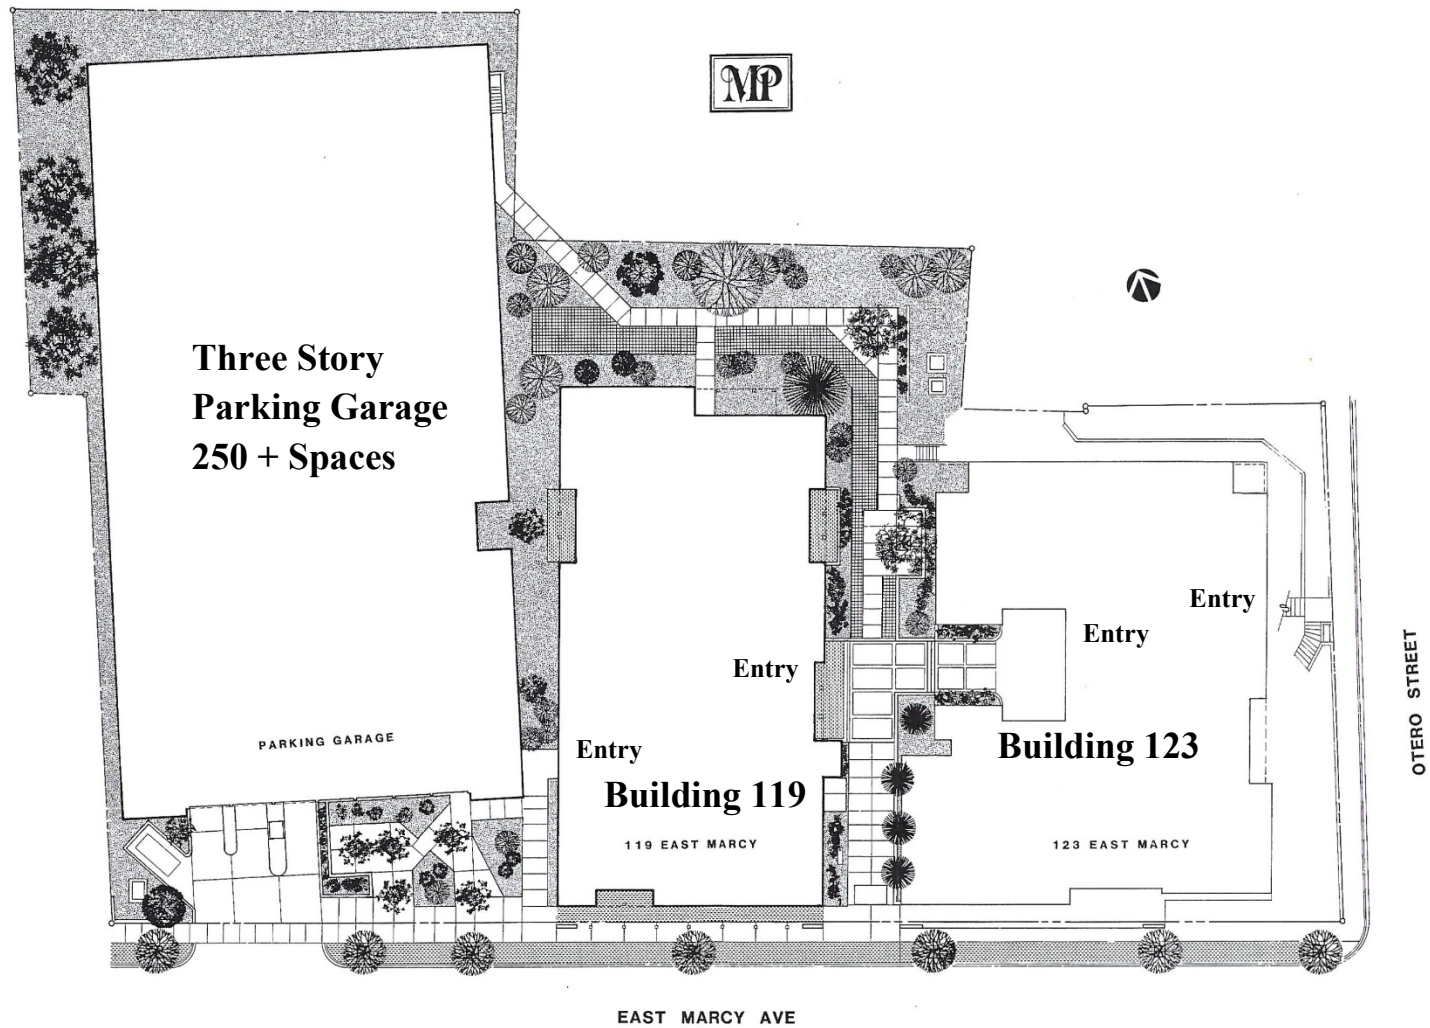 MP
Three Story
Parking Garage
250 + Spaces
Entry
Entry
Entry
OTERO STREET
PARKING GARAGE
Entry
Building 123
Building 119
119 EAST MARCY
123 EAST MARCY
EAST MARCY AVE